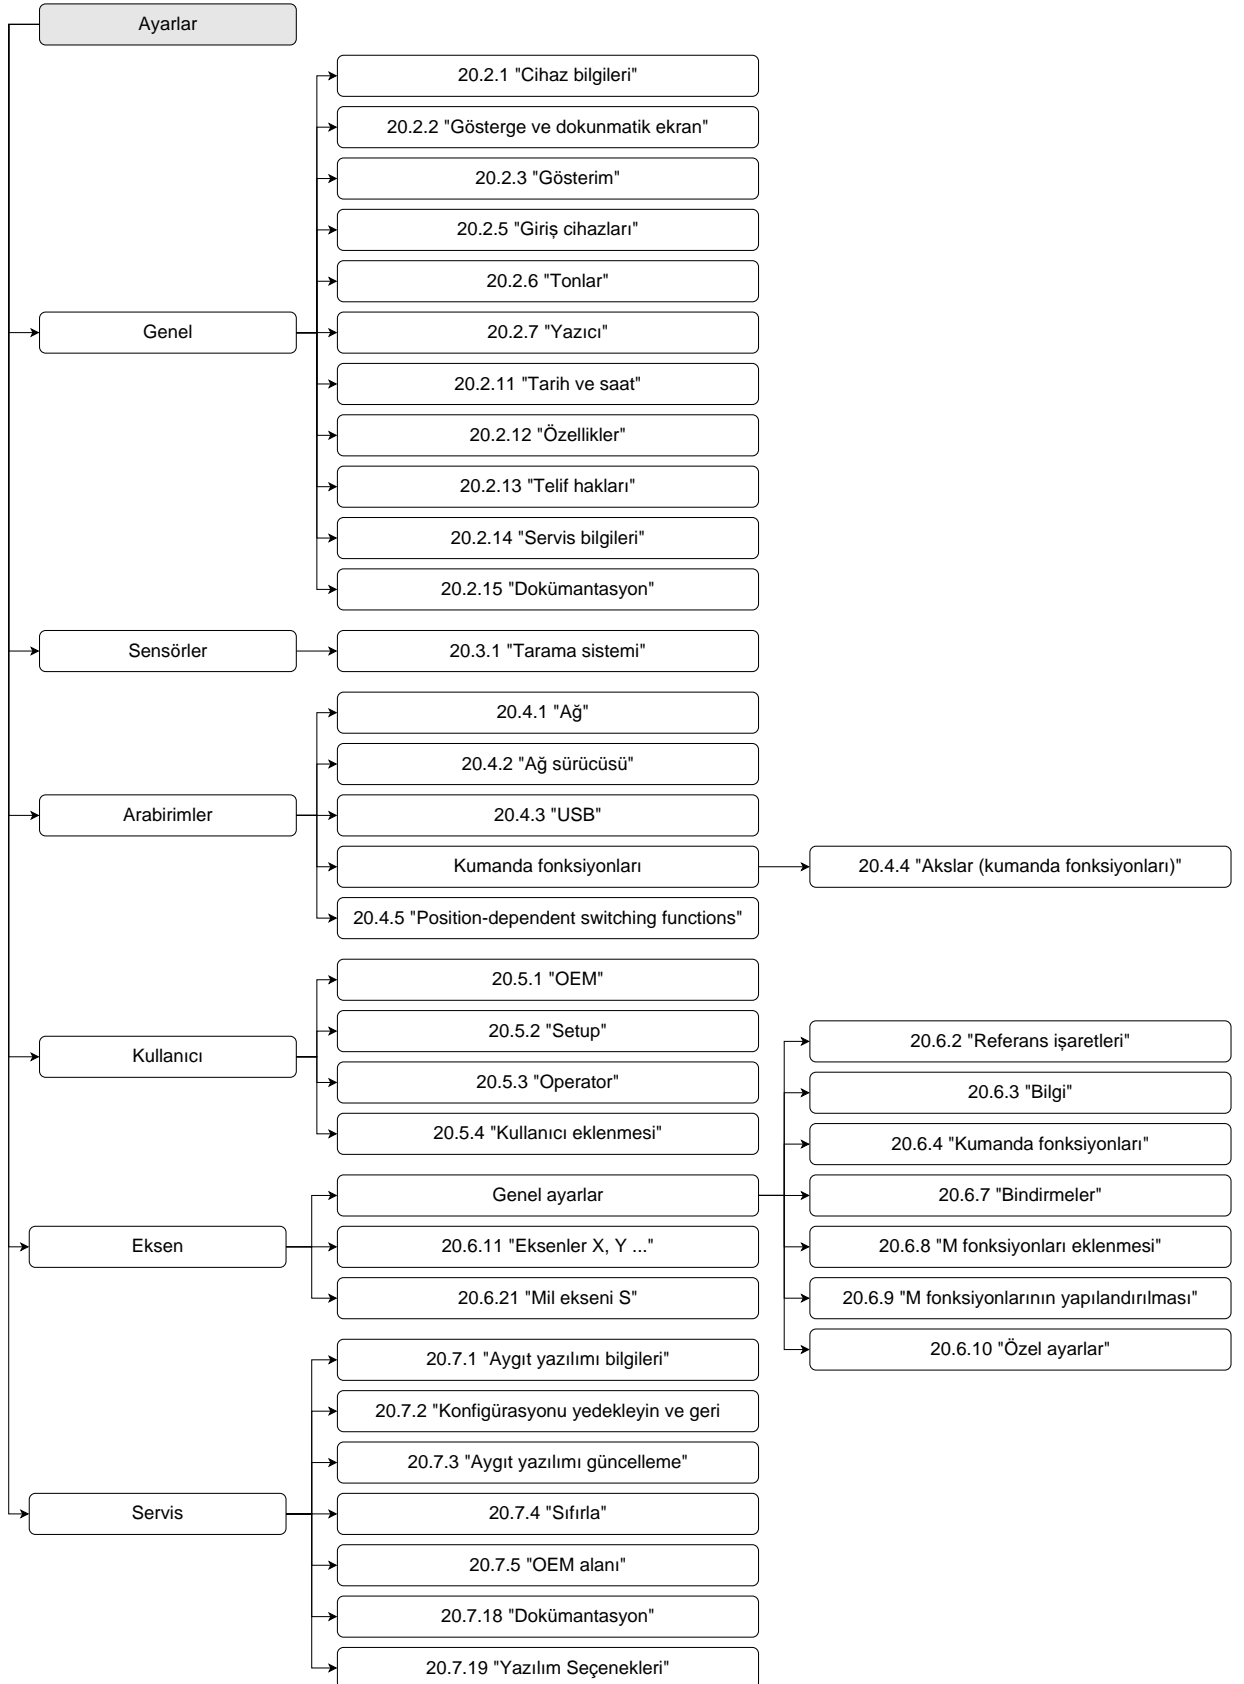 Ayarlar
Genel
20.2.1 "Cihaz bilgileri"
20.2.2 "Gösterge ve dokunmatik ekran"
20.2.3 "Gösterim"
20.2.5 "Giriş cihazları"
20.2.6 "Tonlar"
20.2.7 "Yazıcı"
20.2.11 "Tarih ve saat"
20.2.12 "Özellikler"
20.2.13 "Telif hakları"
20.2.14 "Servis bilgileri"
20.2.15 "Dokümantasyon"
Sensörler
20.3.1 "Tarama sistemi"
Arabirimler
20.4.1 "Ağ"
20.4.2 "Ağ sürücüsü"
20.4.3 "USB"
Kumanda fonksiyonları
20.4.4 "Akslar (kumanda fonksiyonları)"
20.4.5 "Position-dependent switching functions"
Kullanıcı
20.5.1 "OEM"
20.5.2 "Setup"
20.5.3 "Operator"
20.5.4 "Kullanıcı eklenmesi"
Eksen
Genel ayarlar
20.6.2 "Referans işaretleri"
20.6.3 "Bilgi"
20.6.4 "Kumanda fonksiyonları"
20.6.7 "Bindirmeler"
20.6.8 "M fonksiyonları eklenmesi"
20.6.9 "M fonksiyonlarının yapılandırılması"
20.6.10 "Özel ayarlar"
20.6.11 "Eksenler X, Y ..."
20.6.21 "Mil ekseni S"
Servis
20.7.1 "Aygıt yazılımı bilgileri"
20.7.2 "Konfigürasyonu yedekleyin ve geri
20.7.3 "Aygıt yazılımı güncelleme"
20.7.4 "Sıfırla"
20.7.5 "OEM alanı"
20.7.18 "Dokümantasyon"
20.7.19 "Yazılım Seçenekleri"